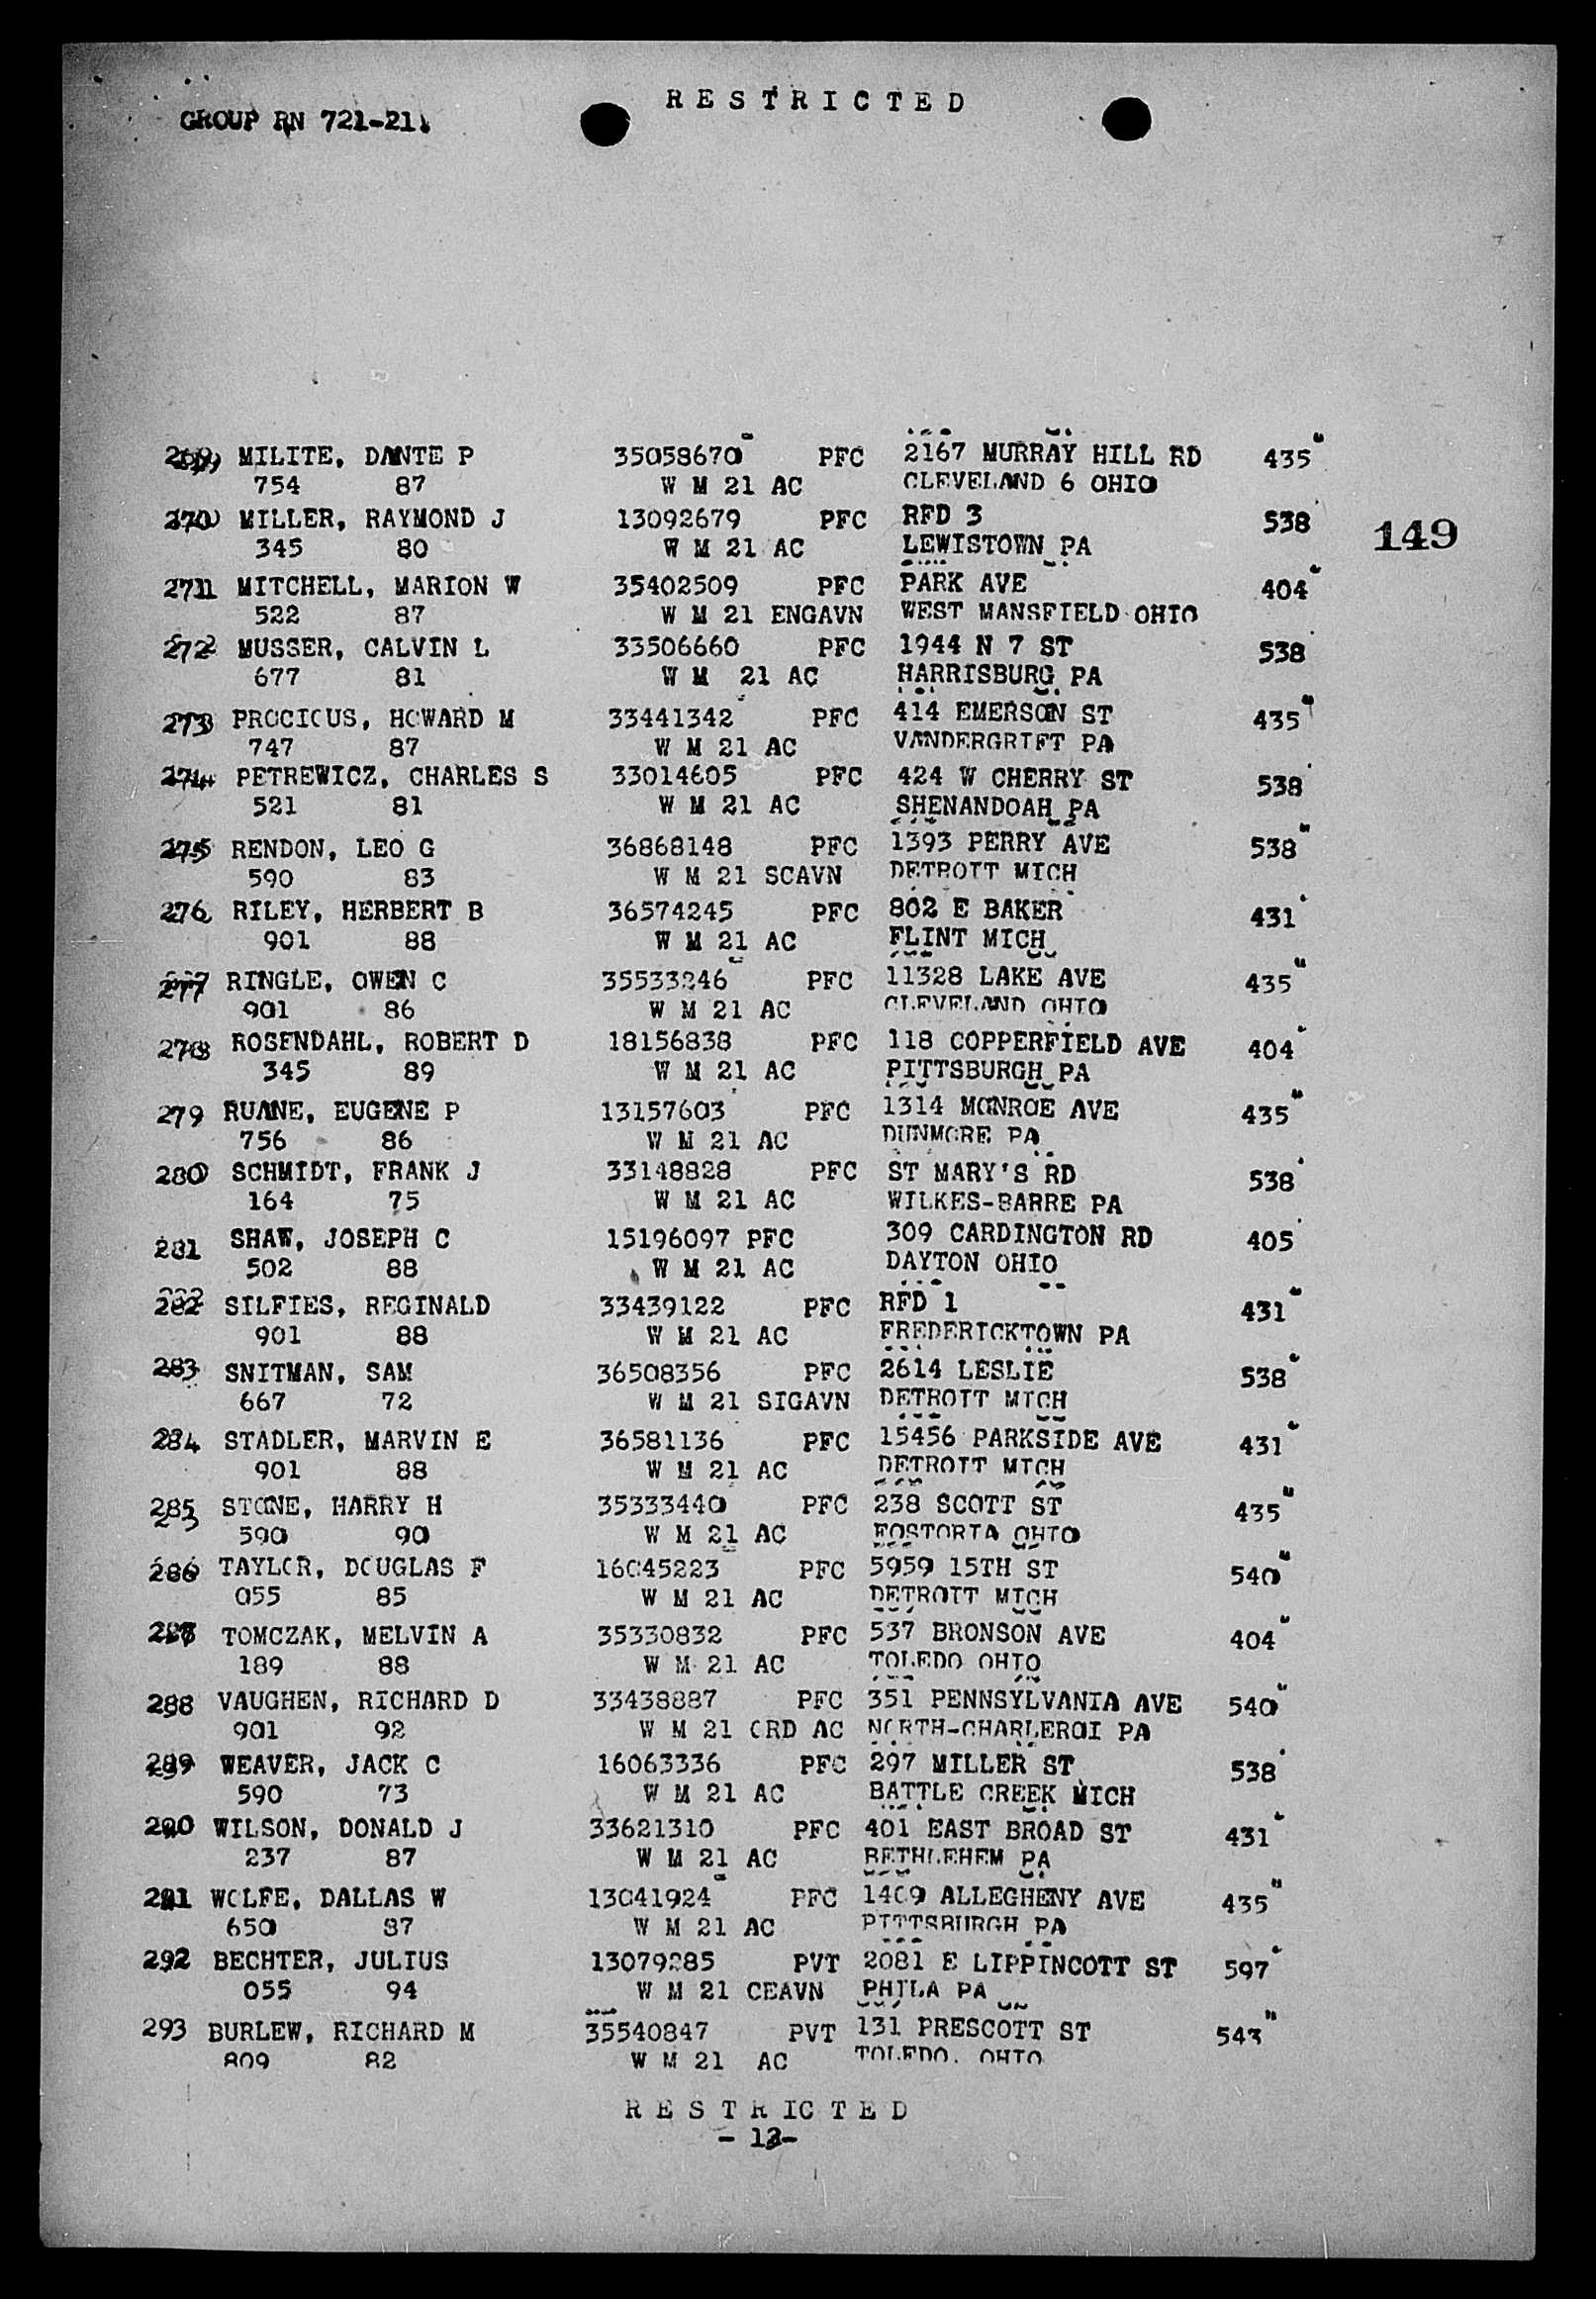 RESTRICTED
GROUP RN 721-21
269 MILITE, DANTE P 35058670 PFC 2167 MURRAY HILL RD 435
754 87 W M 21 AC CLEVELAND 6 OHIO
270 MILLER, RAYMOND J 13092679 PFC RFD 3 538
149
345 80 W M 21 AC LEWISTOWN PA
271 MITCHELL, MARION W 35402509 PFC PARK AVE 404
522 87 W M 21 ENGAVN WEST MANSFIELD OHIO
272 MUSSER, CALVIN L 33506660 PFC 1944 N 7 ST 538
677 81 W M 21 AC HARRISBURG PA
273 PROCICUS, HOWARD M 33441342 PFC 414 EMERSON ST 435
747 87 W M 21 AC VANDERGRIFT PA
274 PETREWICZ, CHARLES S 33014605 PFC 424 W CHERRY ST 538
521 81 W M 21 AC SHENANDOAH PA
275 RENDON, LEO G 36868148 PFC 1393 PERRY AVE 538
590 83 W M 21 SCAVN DETROIT MICH
276 RILEY, HERBERT B 36574245 PFC 802 E BAKER 431
901 88 W M 21 AC FLINT MICH
277 RINGLE, OWEN C 35533246 PFC 11328 LAKE AVE 435
901 86 W M 21 AC CLEVELAND OHIO
278 ROSENDAHL, ROBERT D 18156838 PFC 118 COPPERFIELD AVE 404
345 89 W M 21 AC PITTSBURGH PA
279 RUANE, EUGENE P 13157603 PFC 1314 MONROE AVE 435
756 86 W M 21 AC DUNMORE PA
280 SCHMIDT, FRANK J 33148828 PFC ST MARY'S RD 538
164 75 W M 21 AC WILKES-BARRE PA
281 SHAW, JOSEPH C 15196097 PFC 309 CARDINGTON RD 405
502 88 W M 21 AC DAYTON OHIO
282 SILFIES, REGINALD 33439122 PFC RFD 1 431
901 88 W M 21 AC FREDERICKTOWN PA
283 SNITMAN, SAM 36508356 PFC 2614 LESLIE 538
667 72 W M 21 SIGAVN DETROIT MICH
284 STADLER, MARVIN E 36581136 PFC 15456 PARKSIDE AVE 431
901 88 W M 21 AC DETROIT MICH
285 STONE, HARRY H 35333440 PFC 238 SCOTT ST 435
590 90 W M 21 AC FOSTORIA OHIO
286 TAYLOR, DOUGLAS F 16045223 PFC 5959 15TH ST 540
055 85 W M 21 AC DETROIT MICH
287 TOMCZAK, MELVIN A 35330832 PFC 537 BRONSON AVE 404
189 88 W M 21 AC TOLEDO OHIO
288 VAUGHEN, RICHARD D 33438887 PFC 351 PENNSYLVANIA AVE 540
901 92 W M 21 ORD AC NORTH-CHARLEROI PA
289 WEAVER, JACK C 16063336 PFC 297 MILLER ST 538
590 73 W M 21 AC BATTLE CREEK MICH
290 WILSON, DONALD J 33621310 PFC 401 EAST BROAD ST 431
237 87 W M 21 AC BETHLEHEM PA
291 WOLFE, DALLAS W 13041924 PFC 1409 ALLEGHENY AVE 435
650 87 W M 21 AC PITTSBURGH PA
292 BECHTER, JULIUS 13079285 PVT 2081 E LIPPINCOTT ST 597
055 94 W M 21 CEAVN PHILA PA
293 BURLEW, RICHARD M 35540847 PVT 131 PRESCOTT ST 543
809 82 W M 21 AC TOLEDO, OHIO
RESTRICTED
- 13-